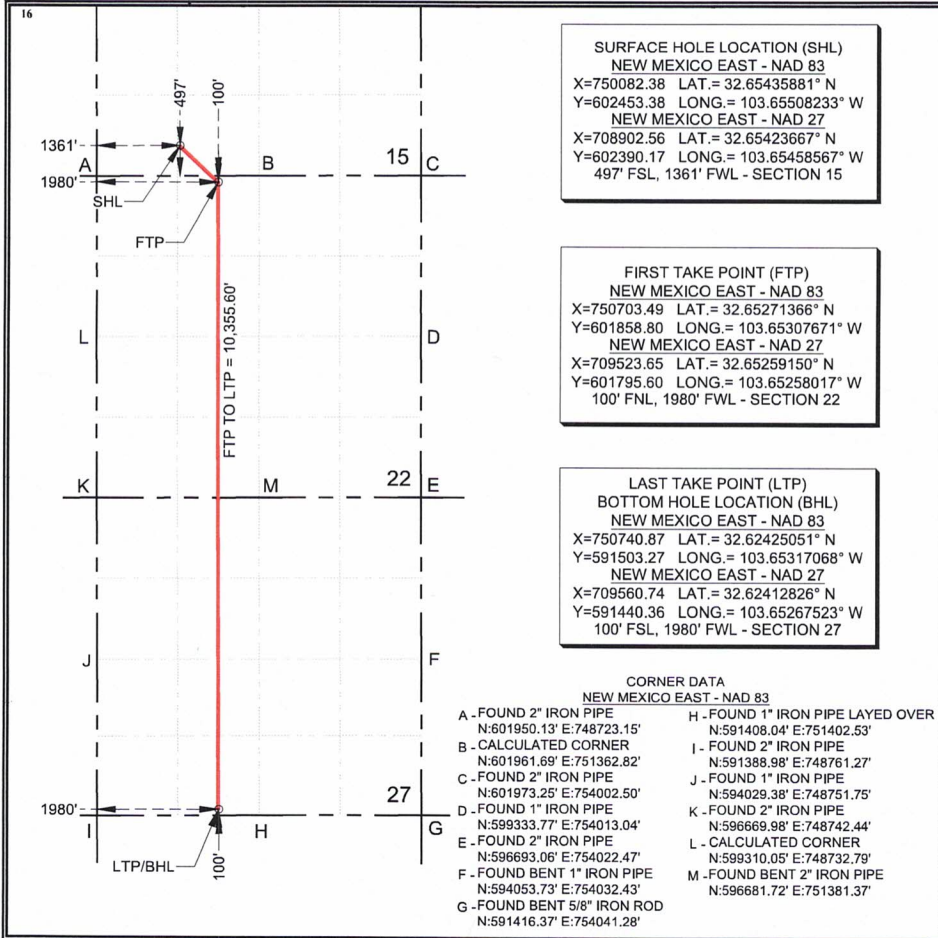 16
497'
100'
1361'
A
B
15
C
1980'
SHL
FTP
L
FTP TO LTP = 10,355.60'
D
K
M
22
E
J
F
27
1980'
I
H
G
LTP/BHL
100'
SURFACE HOLE LOCATION (SHL)
NEW MEXICO EAST - NAD 83
X=750082.38 LAT.= 32.65435881° N
Y=602453.38 LONG.= 103.65508233° W
NEW MEXICO EAST - NAD 27
X=708902.56 LAT.= 32.65423667° N
Y=602390.17 LONG.= 103.65458567° W
497' FSL, 1361' FWL - SECTION 15
FIRST TAKE POINT (FTP)
NEW MEXICO EAST - NAD 83
X=750703.49 LAT.= 32.65271366° N
Y=601858.80 LONG.= 103.65307671° W
NEW MEXICO EAST - NAD 27
X=709523.65 LAT.= 32.65259150° N
Y=601795.60 LONG.= 103.65258017° W
100' FNL, 1980' FWL - SECTION 22
LAST TAKE POINT (LTP)
BOTTOM HOLE LOCATION (BHL)
NEW MEXICO EAST - NAD 83
X=750740.87 LAT.= 32.62425051° N
Y=591503.27 LONG.= 103.65317068° W
NEW MEXICO EAST - NAD 27
X=709560.74 LAT.= 32.62412826° N
Y=591440.36 LONG.= 103.65267523° W
100' FSL, 1980' FWL - SECTION 27
CORNER DATA
NEW MEXICO EAST - NAD 83
A - FOUND 2" IRON PIPE
N:601950.13' E:748723.15'
B - CALCULATED CORNER
N:601961.69' E:751362.82'
C - FOUND 2" IRON PIPE
N:601973.25' E:754002.50'
D - FOUND 1" IRON PIPE
N:599333.77' E:754013.04'
E - FOUND 2" IRON PIPE
N:596693.06' E:754022.47'
F - FOUND BENT 1" IRON PIPE
N:594053.73' E:754032.43'
G - FOUND BENT 5/8" IRON ROD
N:591416.37' E:754041.28'
H - FOUND 1" IRON PIPE LAYED OVER
N:591408.04' E:751402.53'
I - FOUND 2" IRON PIPE
N:591388.98' E:748761.27'
J - FOUND 1" IRON PIPE
N:594029.38' E:748751.75'
K - FOUND 2" IRON PIPE
N:596669.98' E:748742.44'
L - CALCULATED CORNER
N:599310.05' E:748732.79'
M - FOUND BENT 2" IRON PIPE
N:596681.72' E:751381.37'